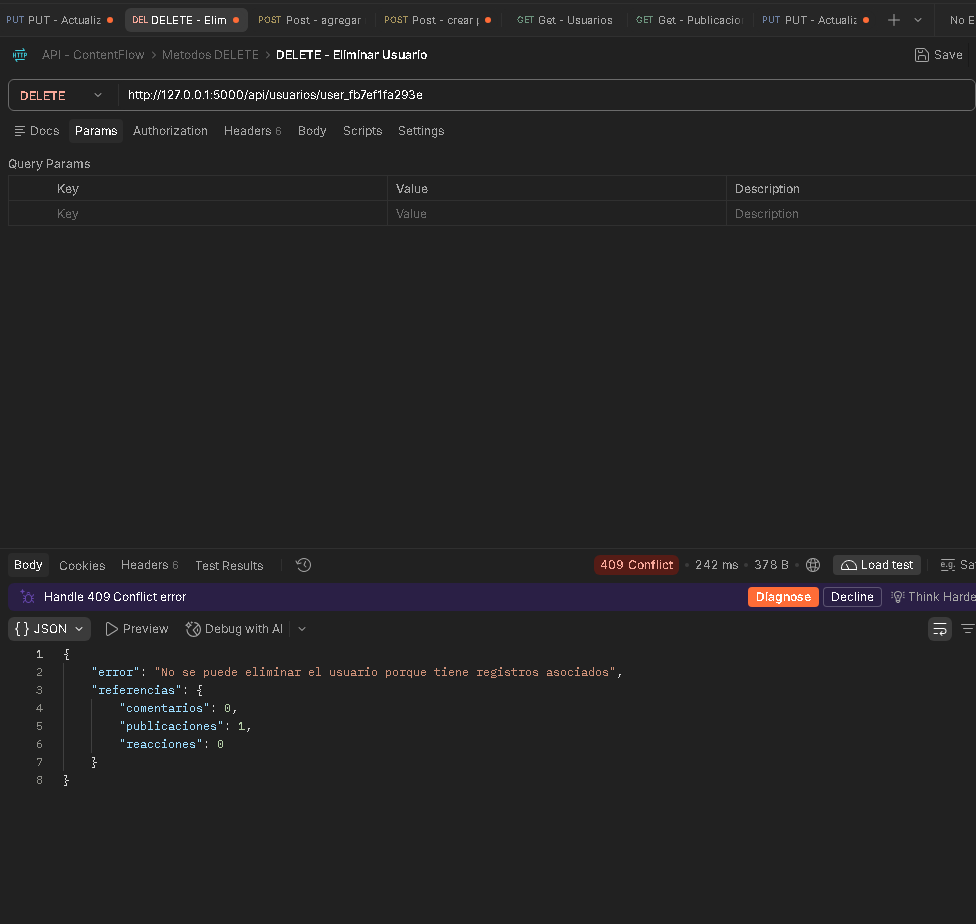 PUT PUT - Actualiz DEL DELETE - Elim POST Post - agregar POST Post - crear GET Get - Usuarios GET Get - Publicacio PUT PUT - Actualiz No E
HTTP API - ContentFlow > Metodos DELETE > DELETE - Eliminar Usuario Save
DELETE http://127.0.0.1:5000/api/usuarios/user_fb7ef1fa293e
Docs Params Authorization Headers 6 Body Scripts Settings
Query Params
Key Value Description
Key Value Description
Body Cookies Headers 6 Test Results 409 Conflict 242 ms 378 B Load test e.g. Sa
Handle 409 Conflict error Diagnose Decline Think Harde
{} JSON Preview Debug with AI
1 {
2 "error": "No se puede eliminar el usuario porque tiene registros asociados",
3 "referencias": {
4 "comentarios": 0,
5 "publicaciones": 1,
6 "reacciones": 0
7 }
8 }